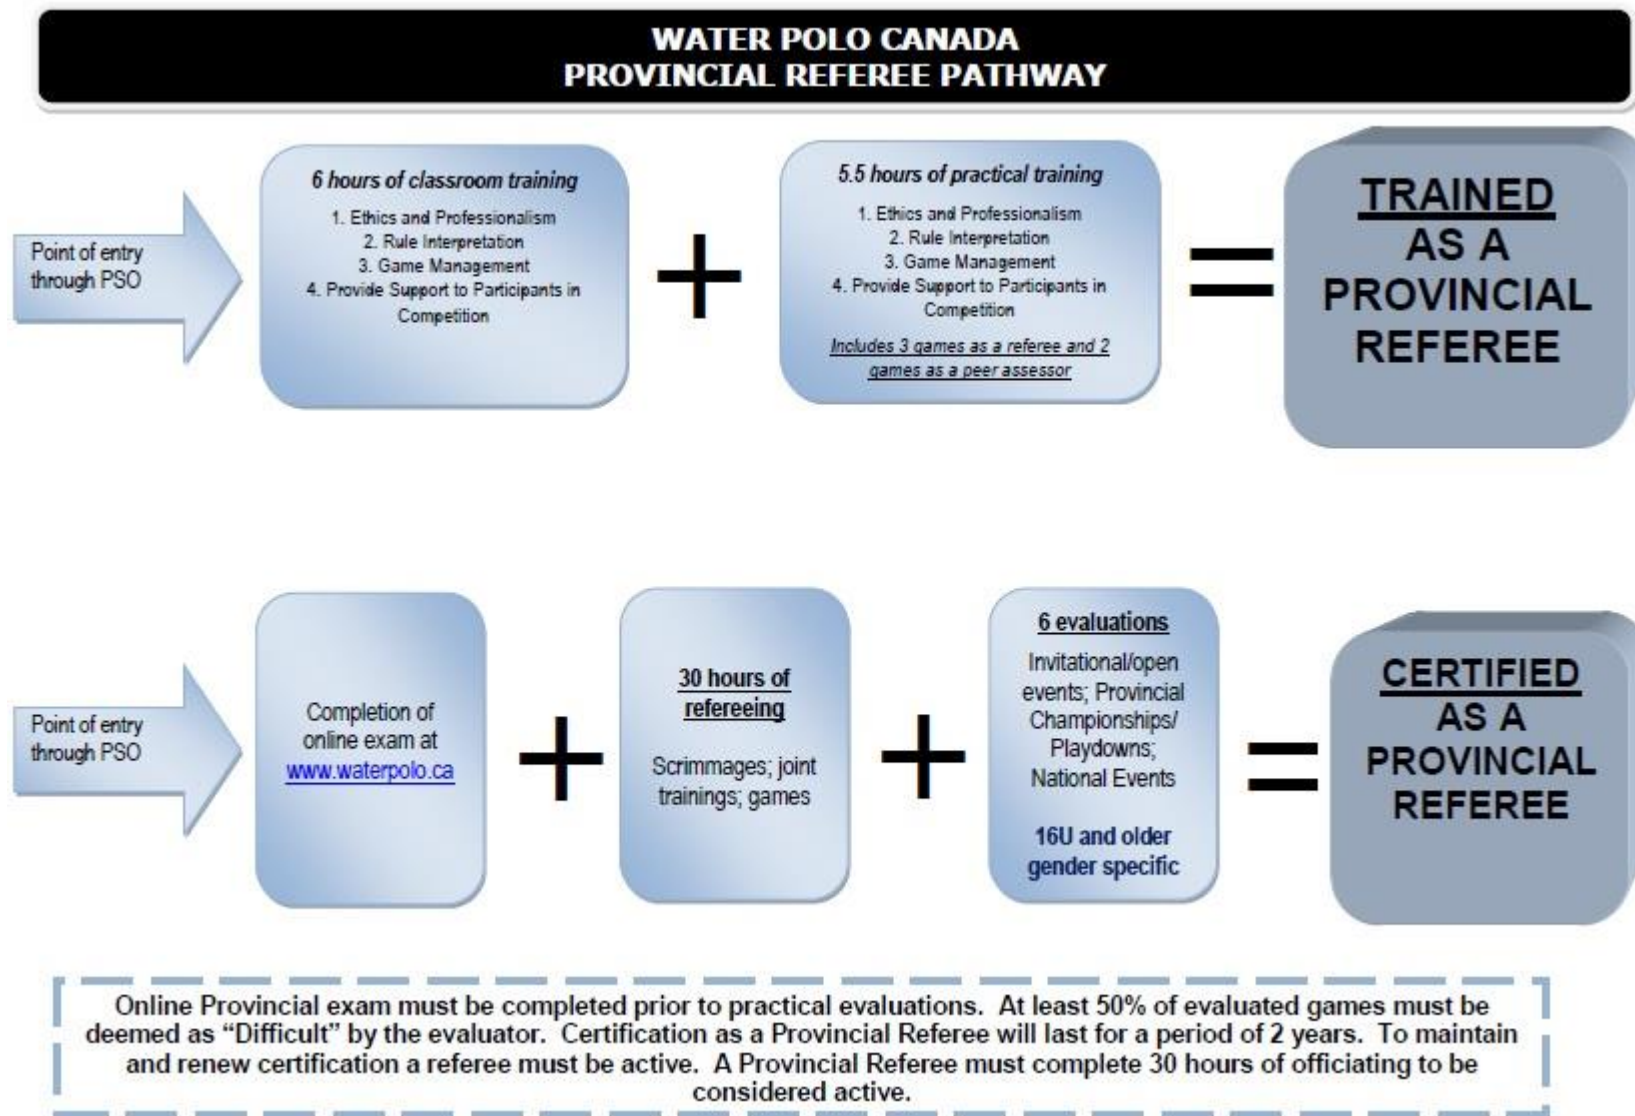 WATER POLO CANADA
PROVINCIAL REFEREE PATHWAY
Point of entry
through PSO
6 hours of classroom training
1. Ethics and Professionalism
2. Rule Interpretation
3. Game Management
4. Provide Support to Participants in
Competition
+
5.5 hours of practical training
1. Ethics and Professionalism
2. Rule Interpretation
3. Game Management
4. Provide Support to Participants in
Competition
Includes 3 games as a referee and 2
games as a peer assessor
=
TRAINED
AS A
PROVINCIAL
REFEREE
Point of entry
through PSO
Completion of
online exam at
www.waterpolo.ca
+
30 hours of
refereeing
Scrimmages; joint
trainings; games
+
6 evaluations
Invitational/open
events; Provincial
Championships/
Playdowns;
National Events
16U and older
gender specific
=
CERTIFIED
AS A
PROVINCIAL
REFEREE
Online Provincial exam must be completed prior to practical evaluations. At least 50% of evaluated games must be
deemed as “Difficult” by the evaluator. Certification as a Provincial Referee will last for a period of 2 years. To maintain
and renew certification a referee must be active. A Provincial Referee must complete 30 hours of officiating to be
considered active.